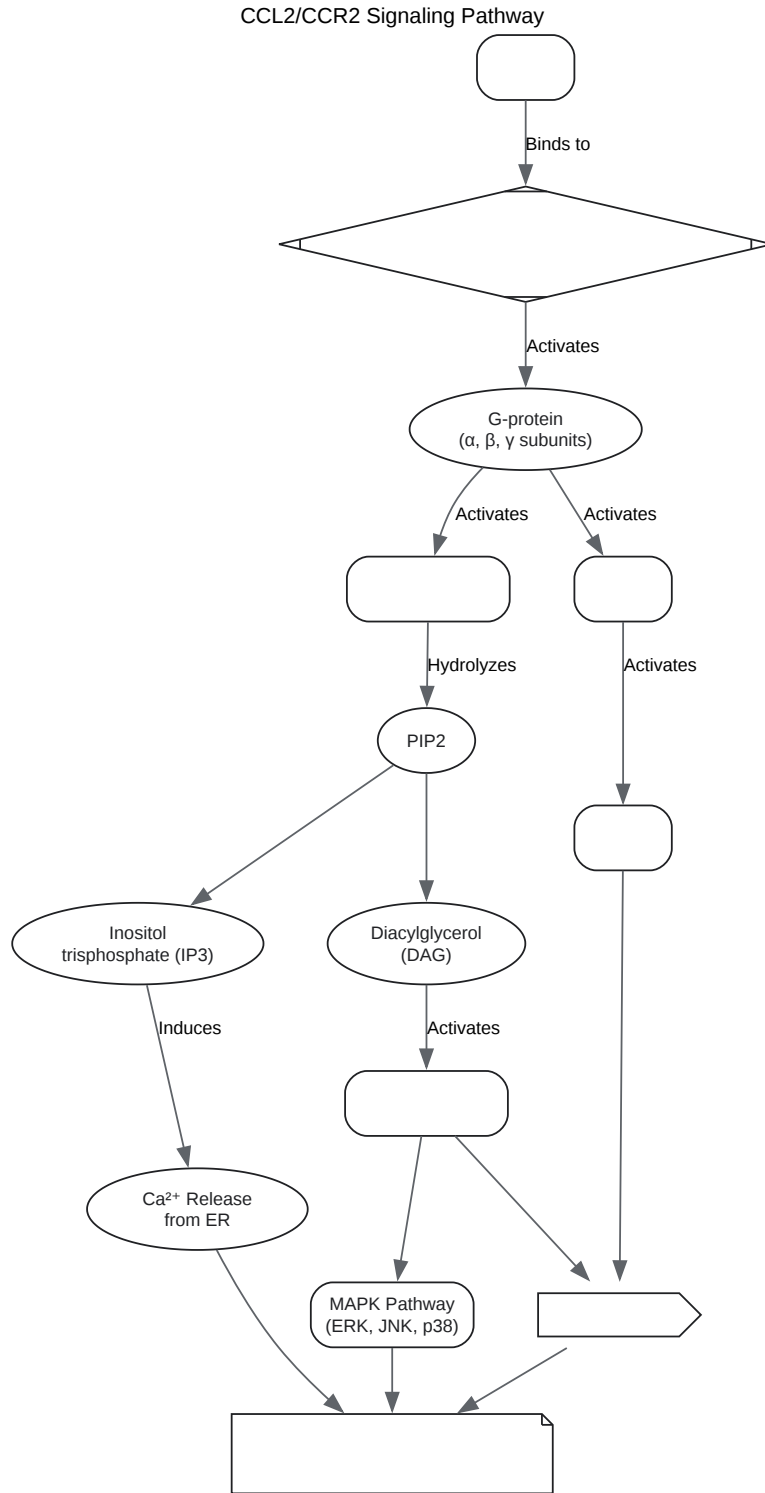 CCL2/CCR2 Signaling Pathway
Binds to
Activates
G-protein
(α, β, γ subunits)
Activates
Activates
Hydrolyzes
Activates
PIP2
Inositol
trisphosphate (IP3)
Diacylglycerol
(DAG)
Induces
Activates
Ca²⁺ Release
from ER
MAPK Pathway
(ERK, JNK, p38)